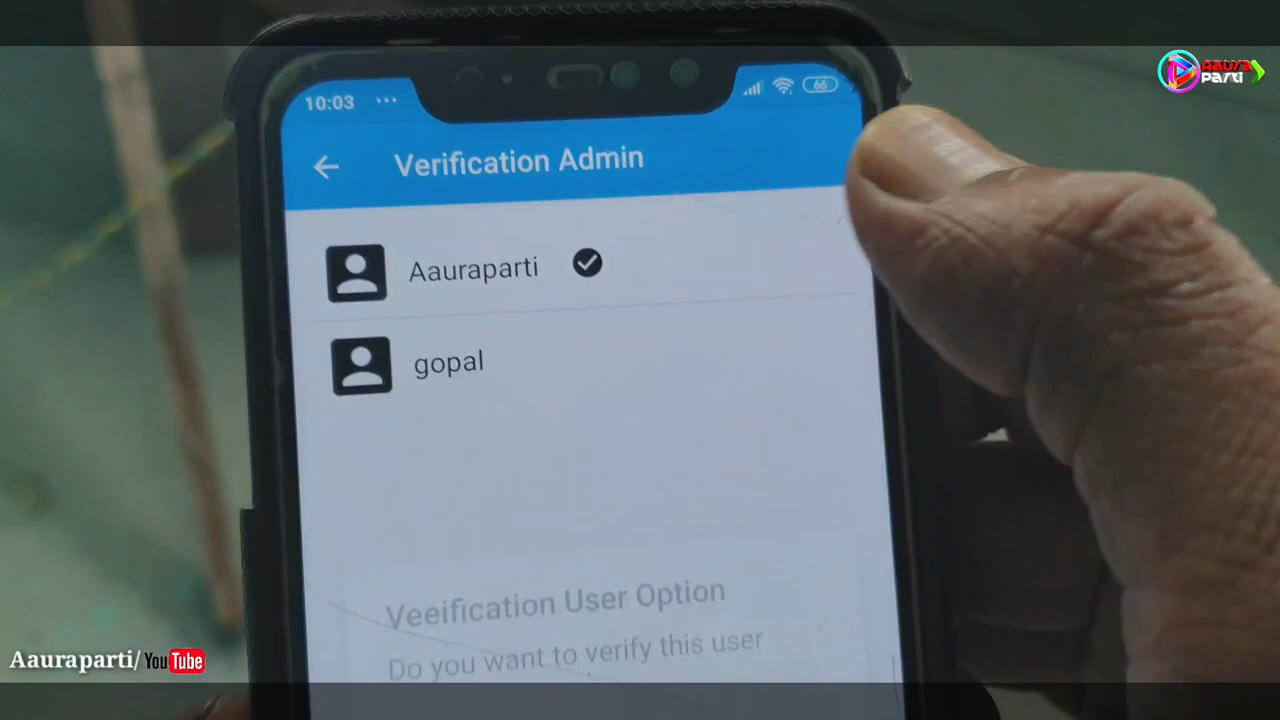 Aaura
Parti
10:03 ... 66
Verification Admin
Aauraparti
gopal
Veeification User Option
Do you want to verify this user
Aauraparti/YouTube